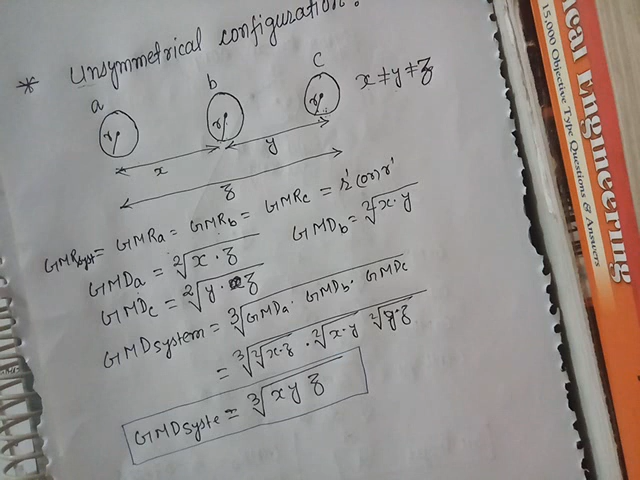 * Unsymmetrical configuration:
a b c
x ≠ y ≠ z
r r r
x y
z
GMRsyst = GMRa = GMRb = GMRc = r' (or) r'
GMDa = ²√x · z GMDb = ²√x · y
GMDc = ²√y · z
GMDsystem = ³√GMDa · GMDb · GMDc
= ³√²√x·z · ²√x·y ²√y·z
GMDsyste = ³√x y z
ical Engineering
15,000 Objective Type Questions & Answers